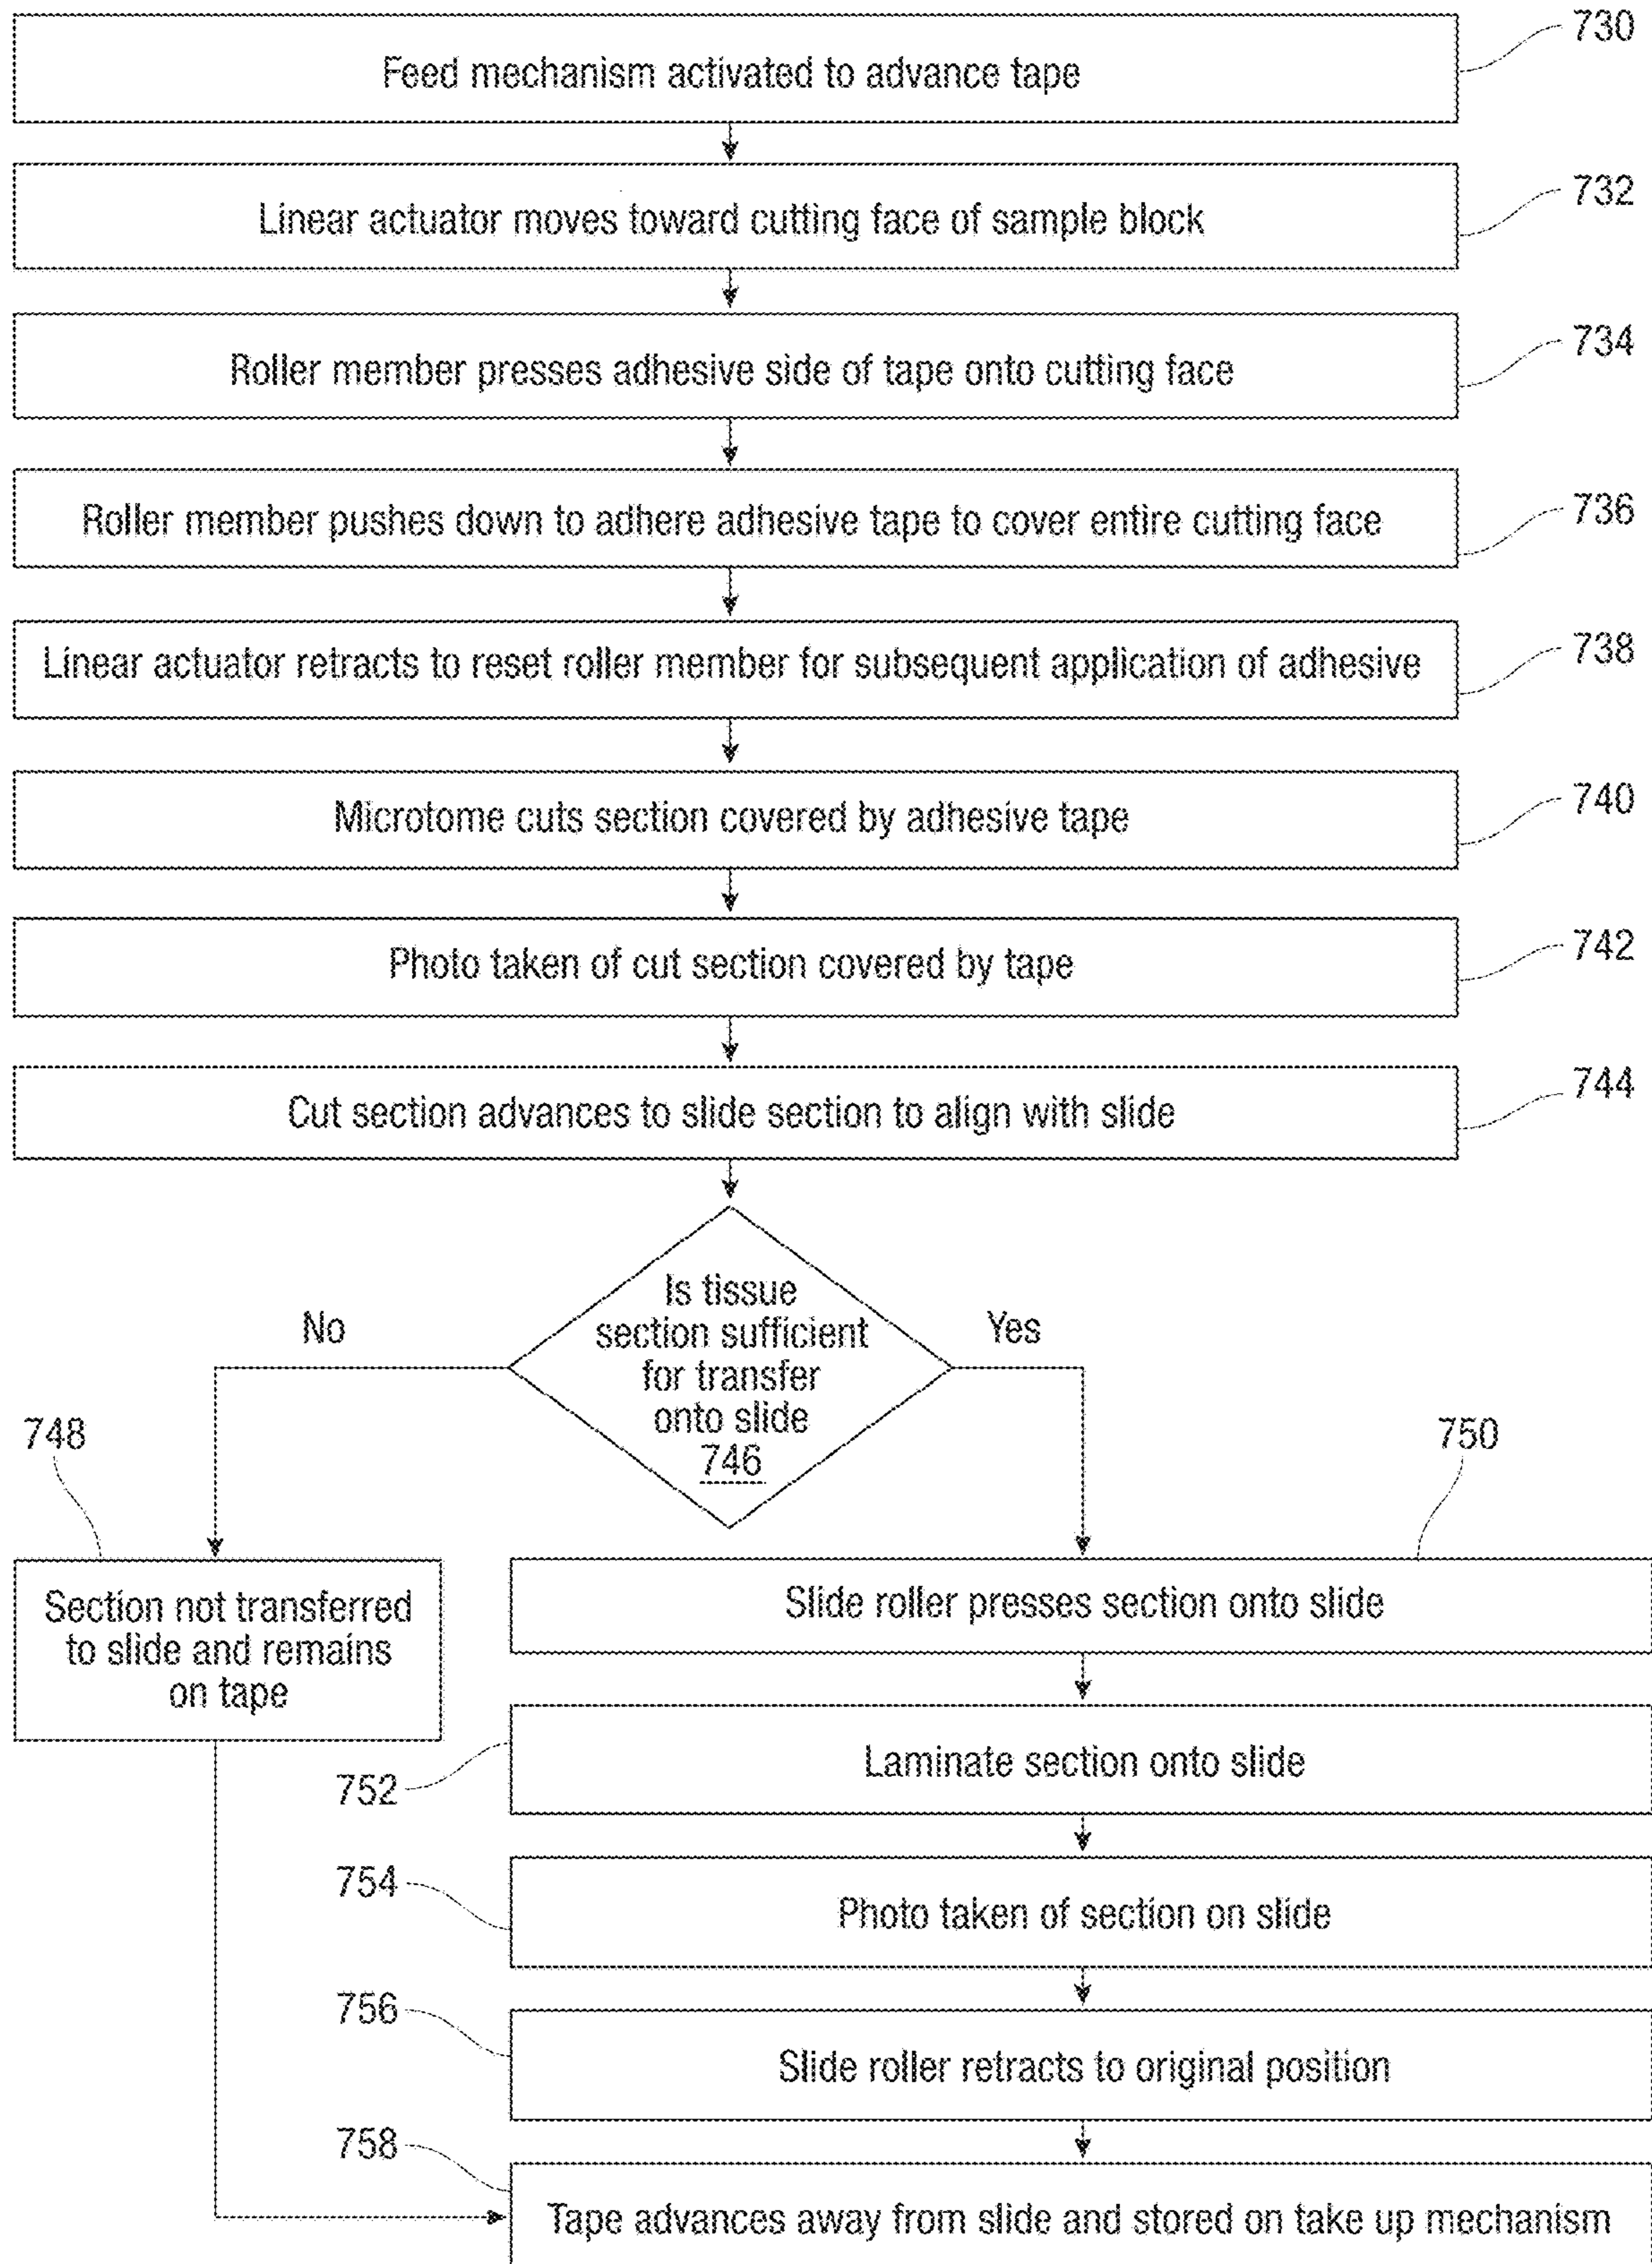 730
Feed mechanism activated to advance tape
732
Linear actuator moves toward cutting face of sample block
734
Roller member presses adhesive side of tape onto cutting face
736
Roller member pushes down to adhere adhesive tape to cover entire cutting face
738
Linear actuator retracts to reset roller member for subsequent application of adhesive
740
Microtome cuts section covered by adhesive tape
742
Photo taken of cut section covered by tape
744
Cut section advances to slide section to align with slide
Is tissue
section sufficient
for transfer
onto slide
746
No
Yes
748
Section not transferred
to slide and remains
on tape
750
Slide roller presses section onto slide
752
Laminate section onto slide
754
Photo taken of section on slide
756
Slide roller retracts to original position
758
Tape advances away from slide and stored on take up mechanism